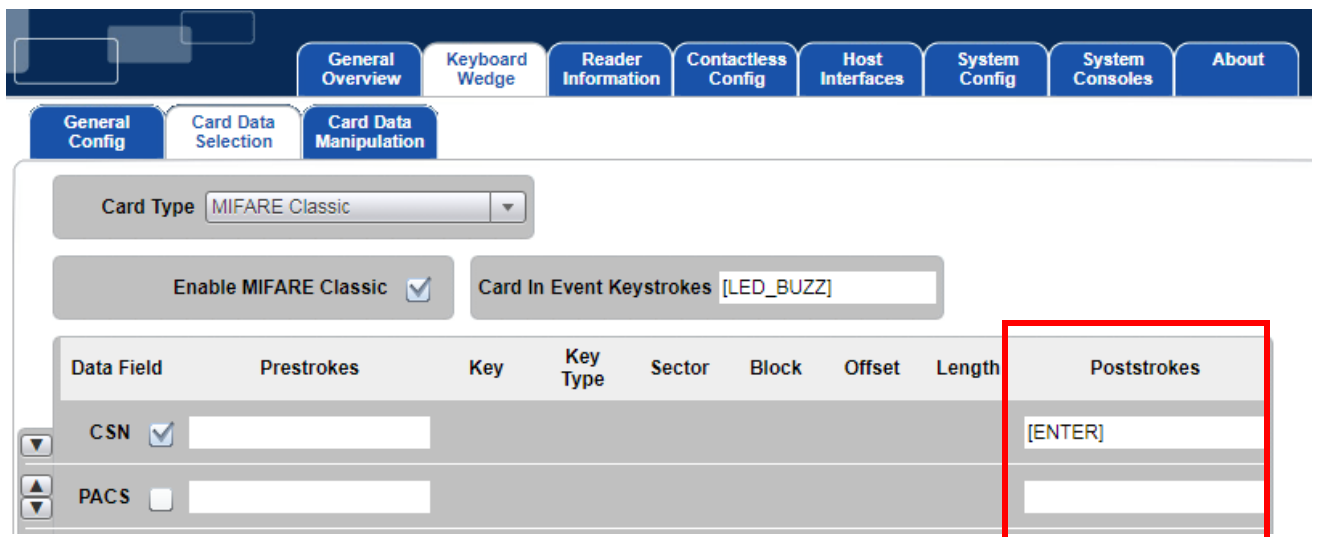 General Overview
Keyboard Wedge
Reader Information
Contactless Config
Host Interfaces
System Config
System Consoles
About
General Config
Card Data Selection
Card Data Manipulation
Card Type MIFARE Classic
Enable MIFARE Classic
Card In Event Keystrokes [LED_BUZZ]
Data Field Prestrokes Key Key Type Sector Block Offset Length Poststrokes
CSN [ENTER]
PACS